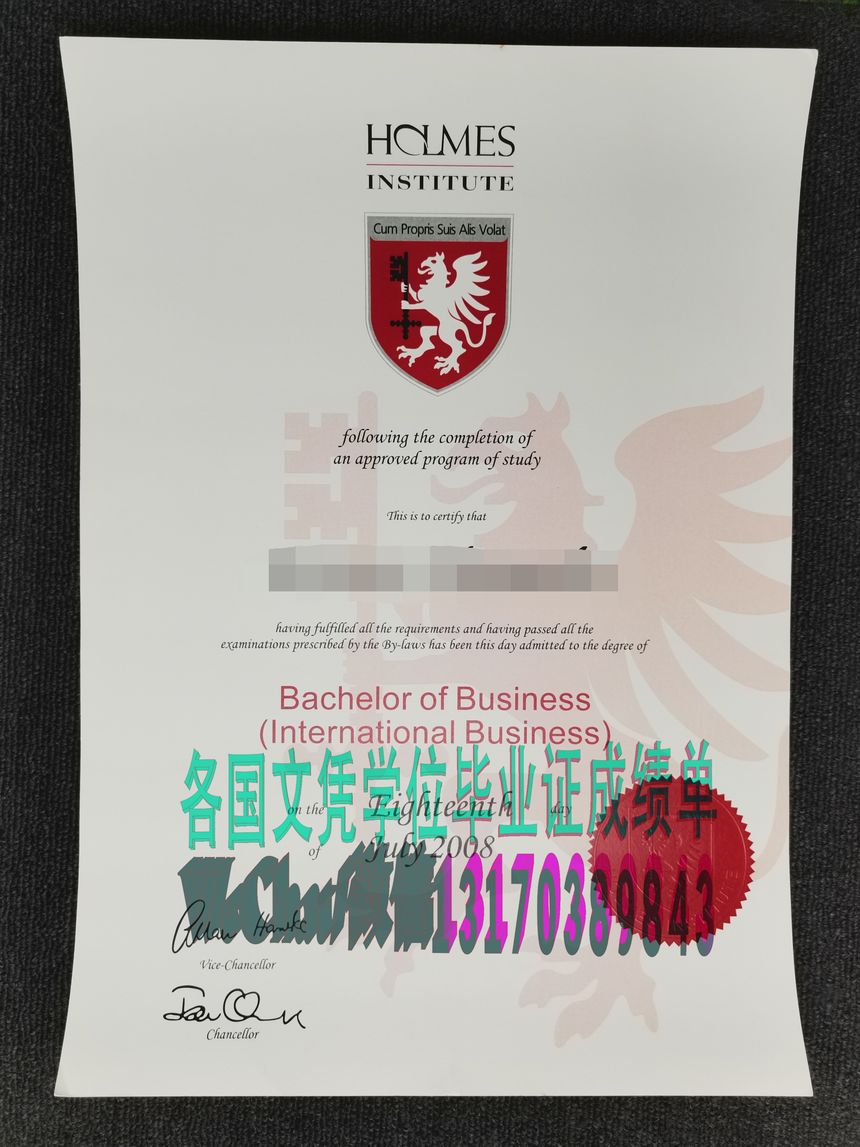 HOLMES
INSTITUTE
Cum Propris Suis Alis Volat
following the completion of
an approved program of study
This is to certify that
having fulfilled all the requirements and having passed all the
examinations prescribed by the By-laws has been this day admitted to the degree of
Bachelor of Business
(International Business)
各国文凭学位毕业证成绩单
on the Eighteenth day
of July 2008
WeChat微信13170389843
Vice-Chancellor
Chancellor